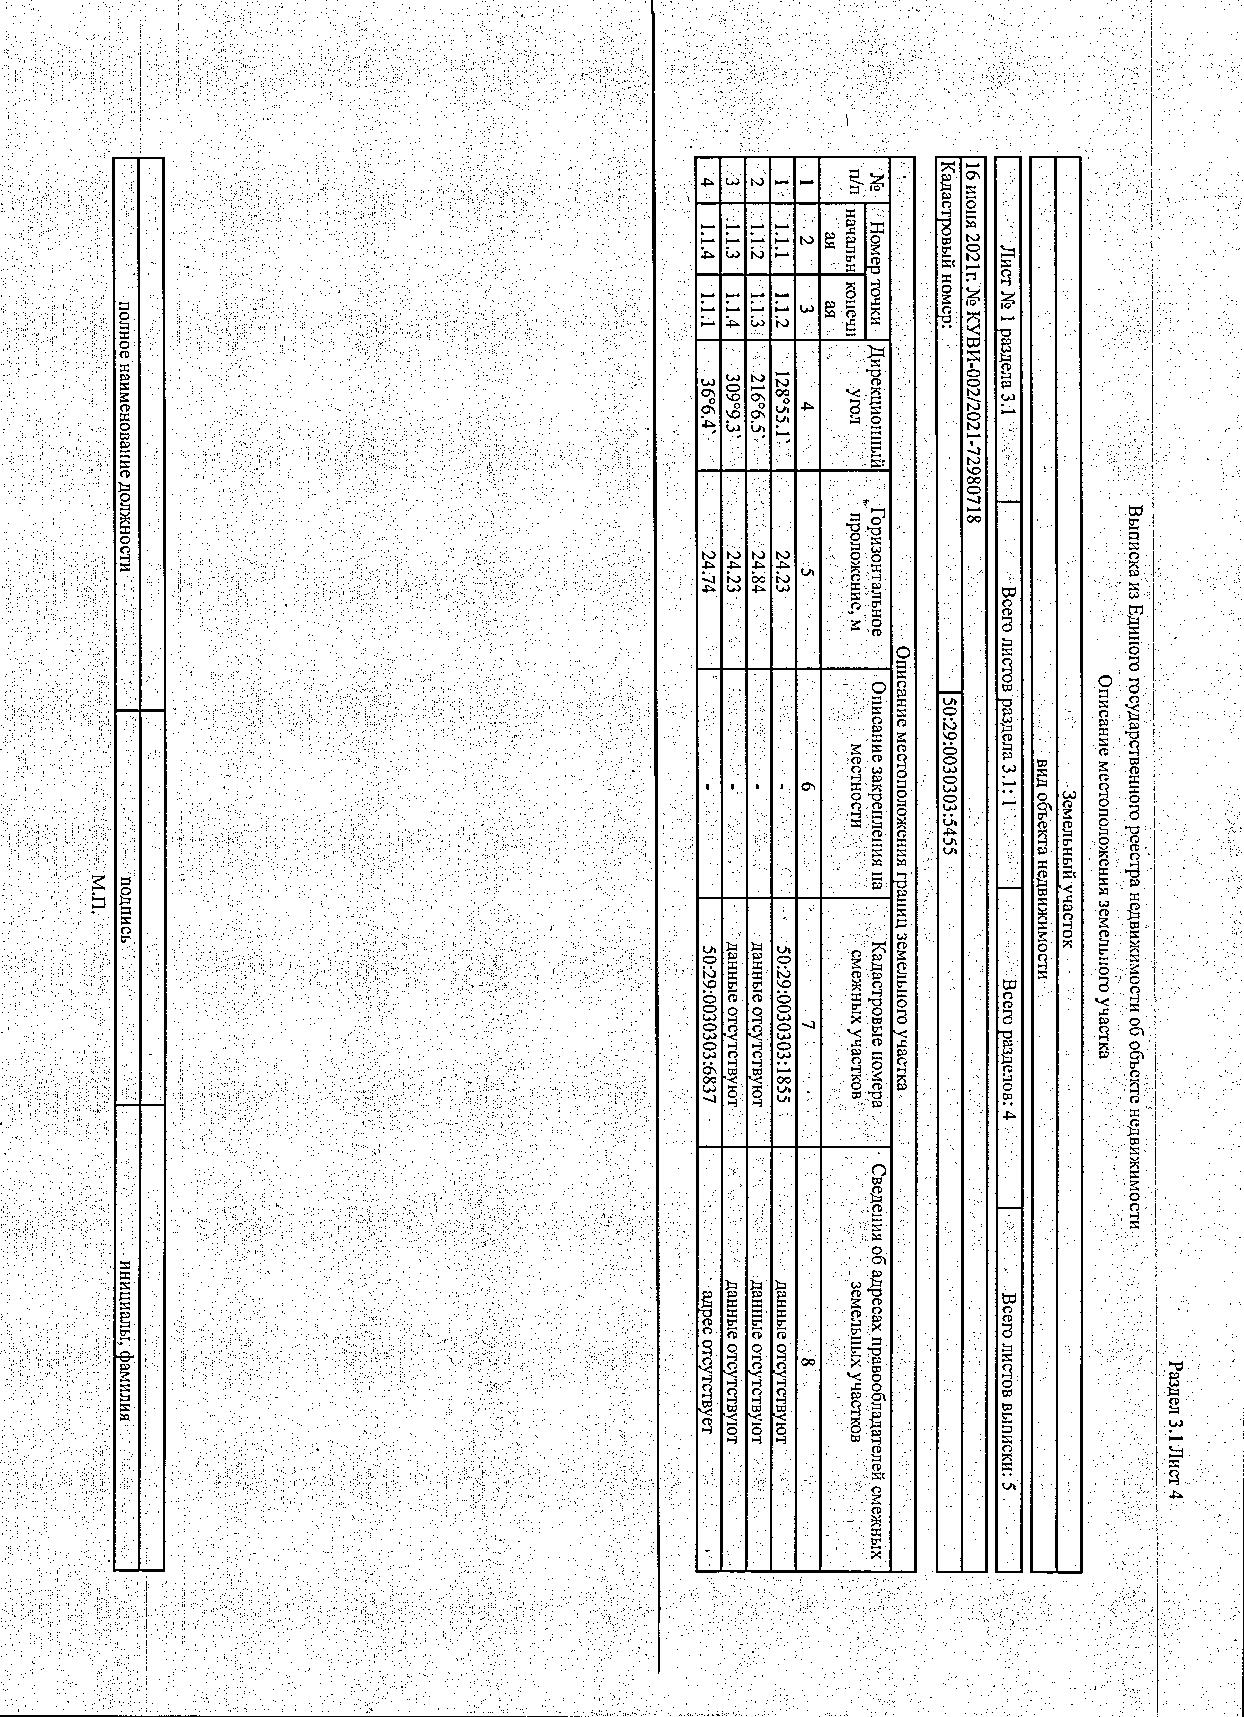 Раздел 3.1 Лист 4
Выписка из Единого государственного реестра недвижимости об объекте недвижимости
Описание местоположения земельного участка
Земельный участок
вид объекта недвижимости
Лист № 1 раздела 3.1 Всего листов раздела 3.1: 1 Всего разделов: 4 Всего листов выписки: 5
16 июня 2021г. № КУВИ-002/2021-72980718
Кадастровый номер: 50:29:0030303:5455
Описание местоположения границ земельного участка
№ Номер точки Дирекционный Горизонтальное Описание закрепления на Кадастровые номера Сведения об адресах правообладателей смежных
п/п начальн конечн угол проложение, м местности смежных участков земельных участков
ая ая
1 2 3 4 5 6 7 8
1 1.1.1 1.1.2 128°55.1` 24.23 - 50:29:0030303:1855 данные отсутствуют
2 1.1.2 1.1.3 216°6.5` 24.84 - данные отсутствуют данные отсутствуют
3 1.1.3 1.1.4 309°9.3` 24.23 - данные отсутствуют данные отсутствуют
4 1.1.4 1.1.1 36°6.4` 24.74 - 50:29:0030303:6837 адрес отсутствует
полное наименование должности подпись инициалы, фамилия
М.П.